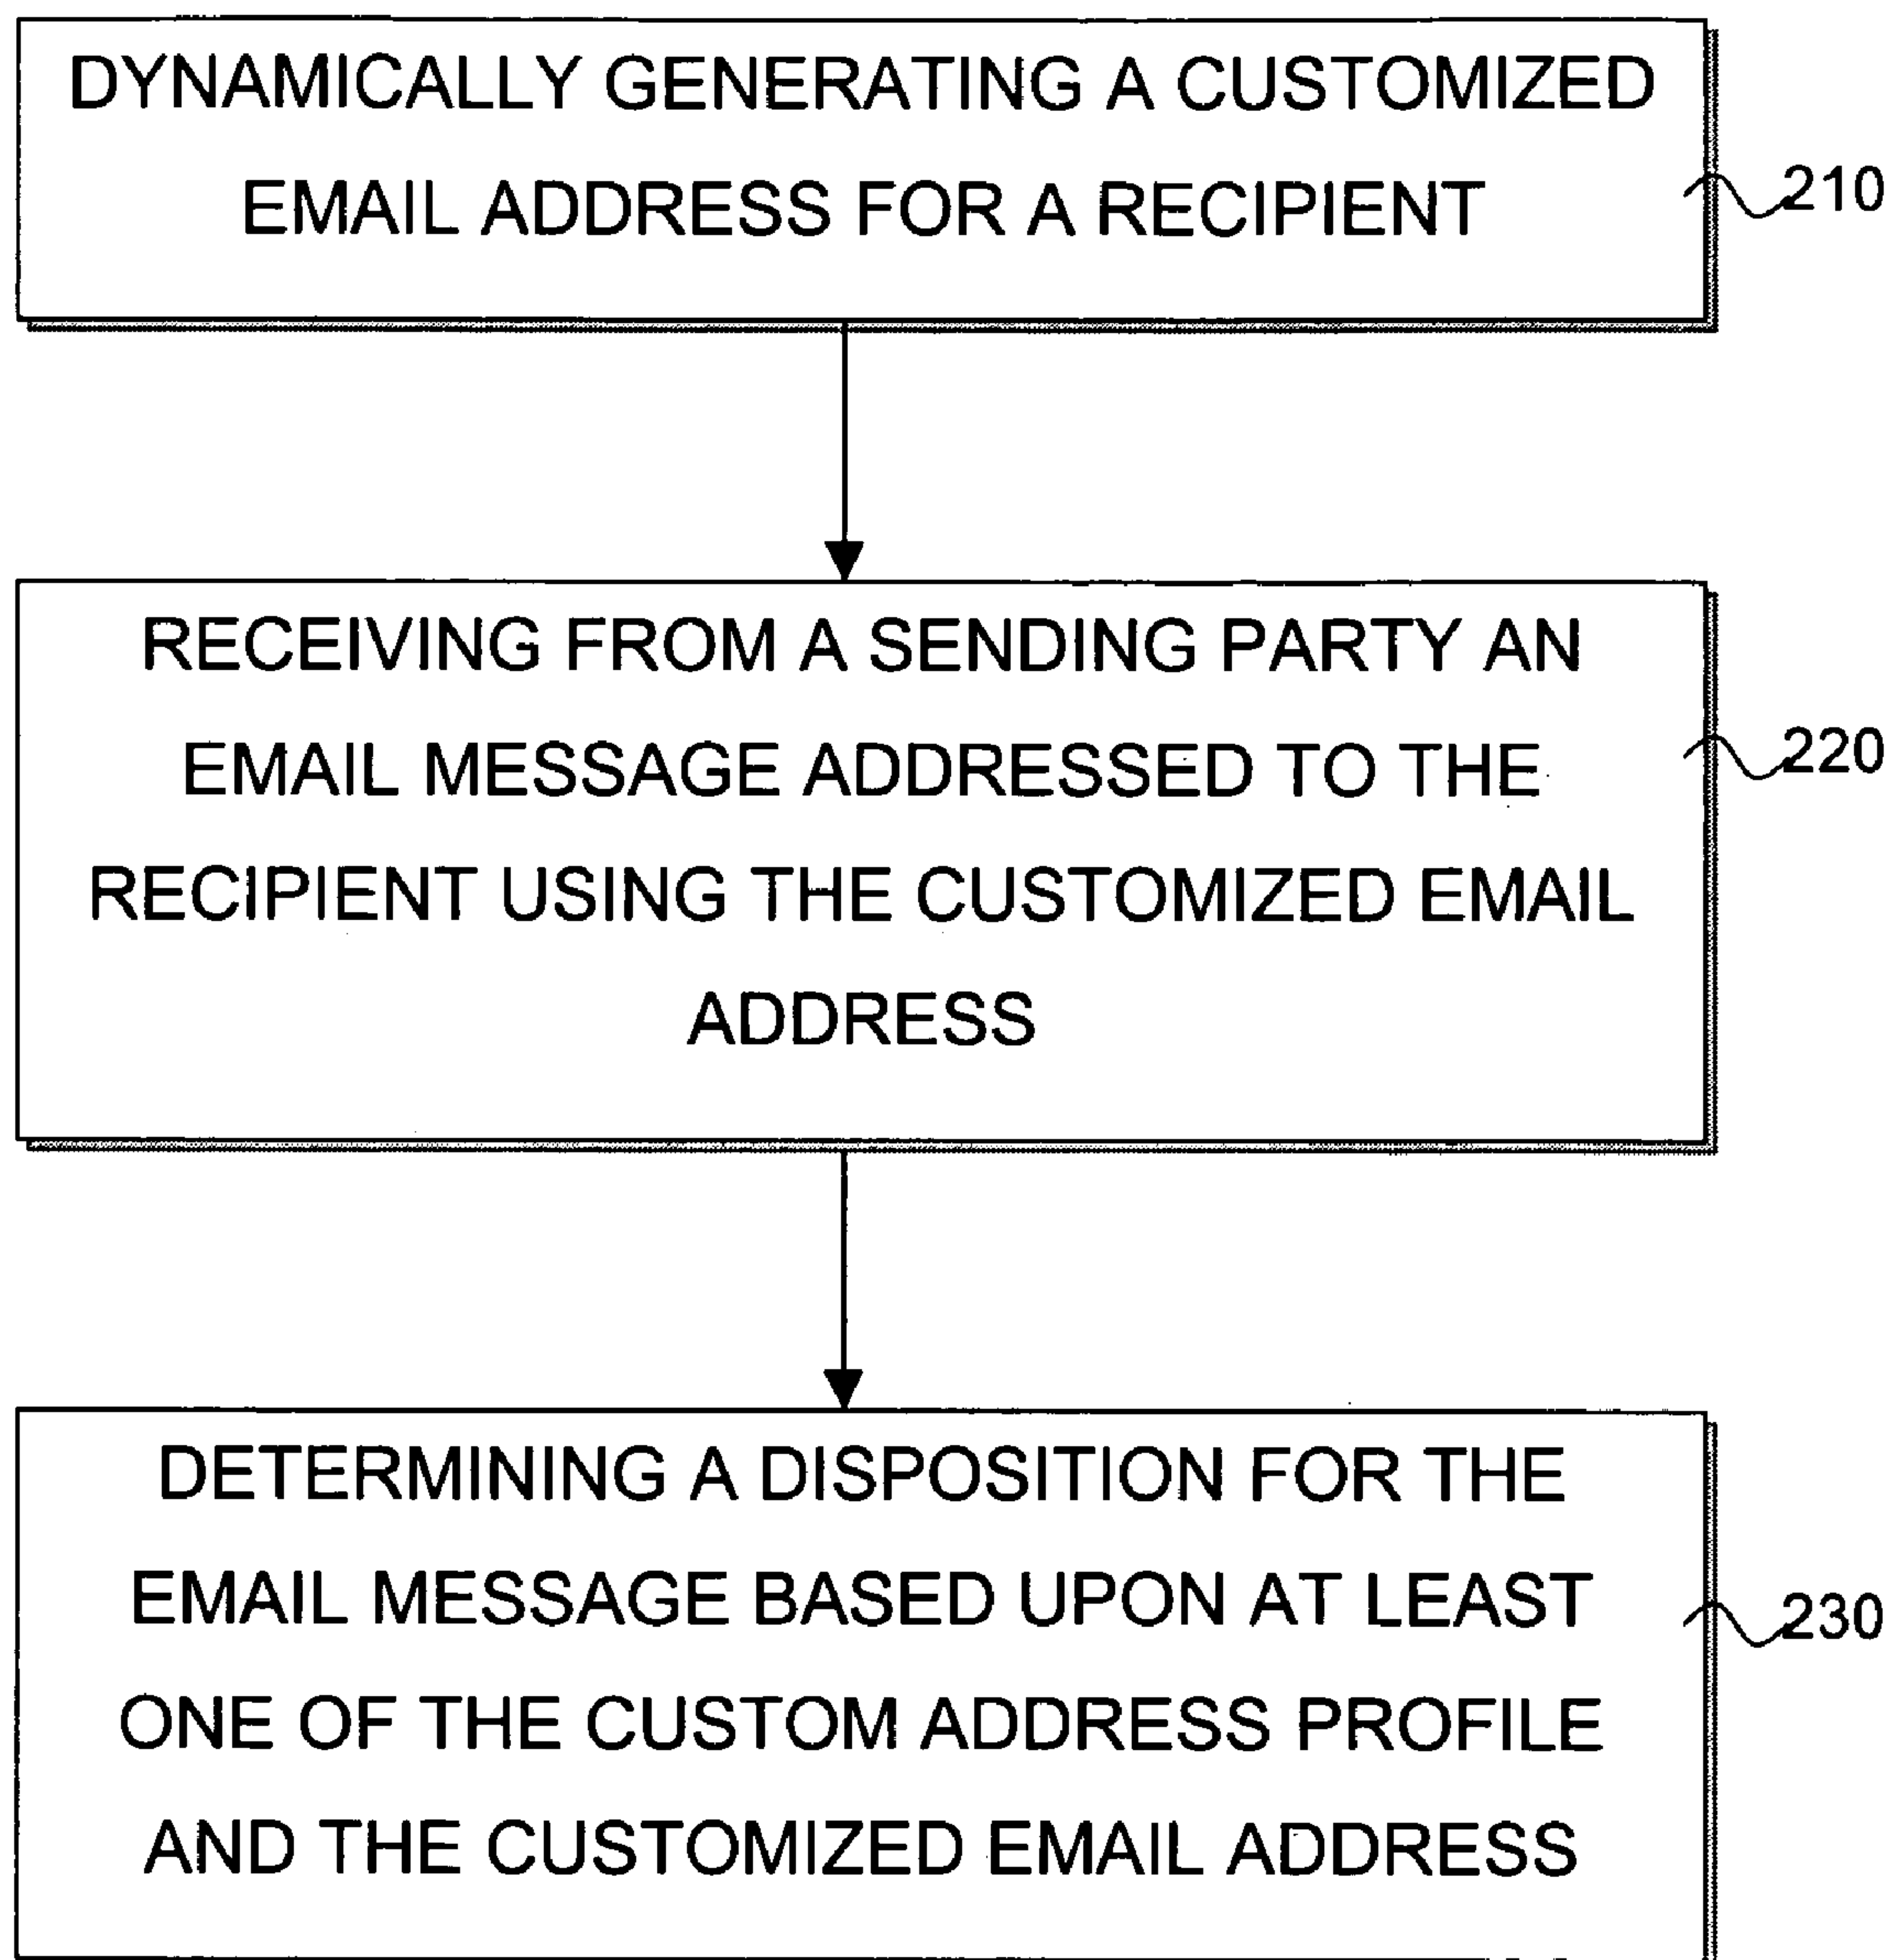 DYNAMICALLY GENERATING A CUSTOMIZED
EMAIL ADDRESS FOR A RECIPIENT
210
RECEIVING FROM A SENDING PARTY AN
EMAIL MESSAGE ADDRESSED TO THE
RECIPIENT USING THE CUSTOMIZED EMAIL
ADDRESS
220
DETERMINING A DISPOSITION FOR THE
EMAIL MESSAGE BASED UPON AT LEAST
ONE OF THE CUSTOM ADDRESS PROFILE
AND THE CUSTOMIZED EMAIL ADDRESS
230